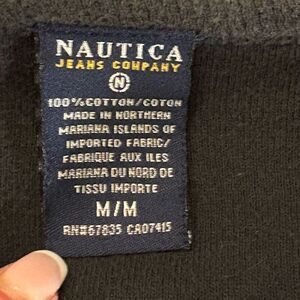 NAUTICA
JEANS COMPANY
N
100%COTTON/COTON
MADE IN NORTHERN
MARIANA ISLANDS OF
IMPORTED FABRIC/
FABRIQUE AUX ILES
MARIANA DU NORD DE
TISSU IMPORTE
M/M
RN#67835 CA07415